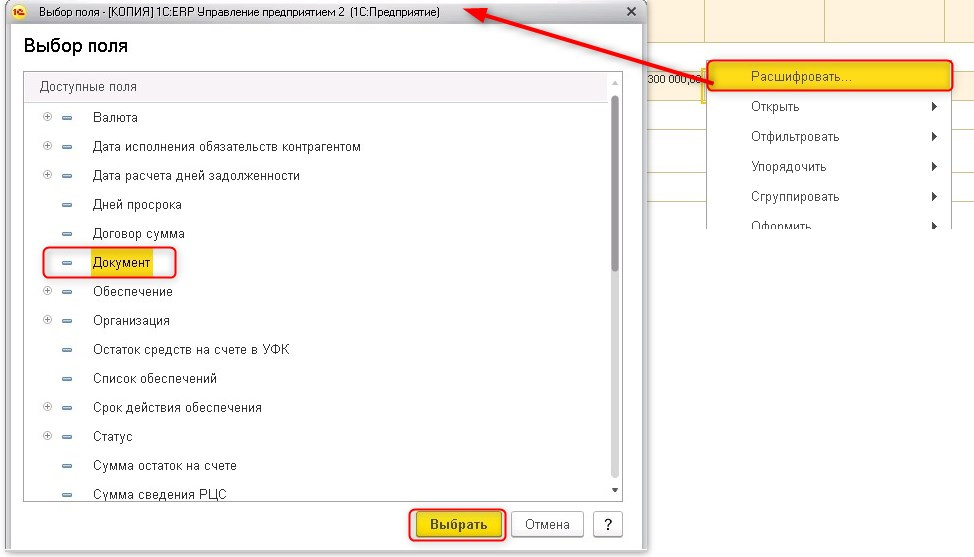 Выбор поля - [КОПИЯ] 1С:ERP Управление предприятием 2 (1С:Предприятие)
Выбор поля
Доступные поля
Валюта
Дата исполнения обязательств контрагентом
Дата расчета дней задолженности
Дней просрока
Договор сумма
Документ
Обеспечение
Организация
Остаток средств на счете в УФК
Список обеспечений
Срок действия обеспечения
Статус
Сумма остаток на счете
Сумма сведения РЦС
Выбрать
Отмена
?
300 000,00
Расшифровать...
Открыть
Отфильтровать
Упорядочить
Сгруппировать
Оформить